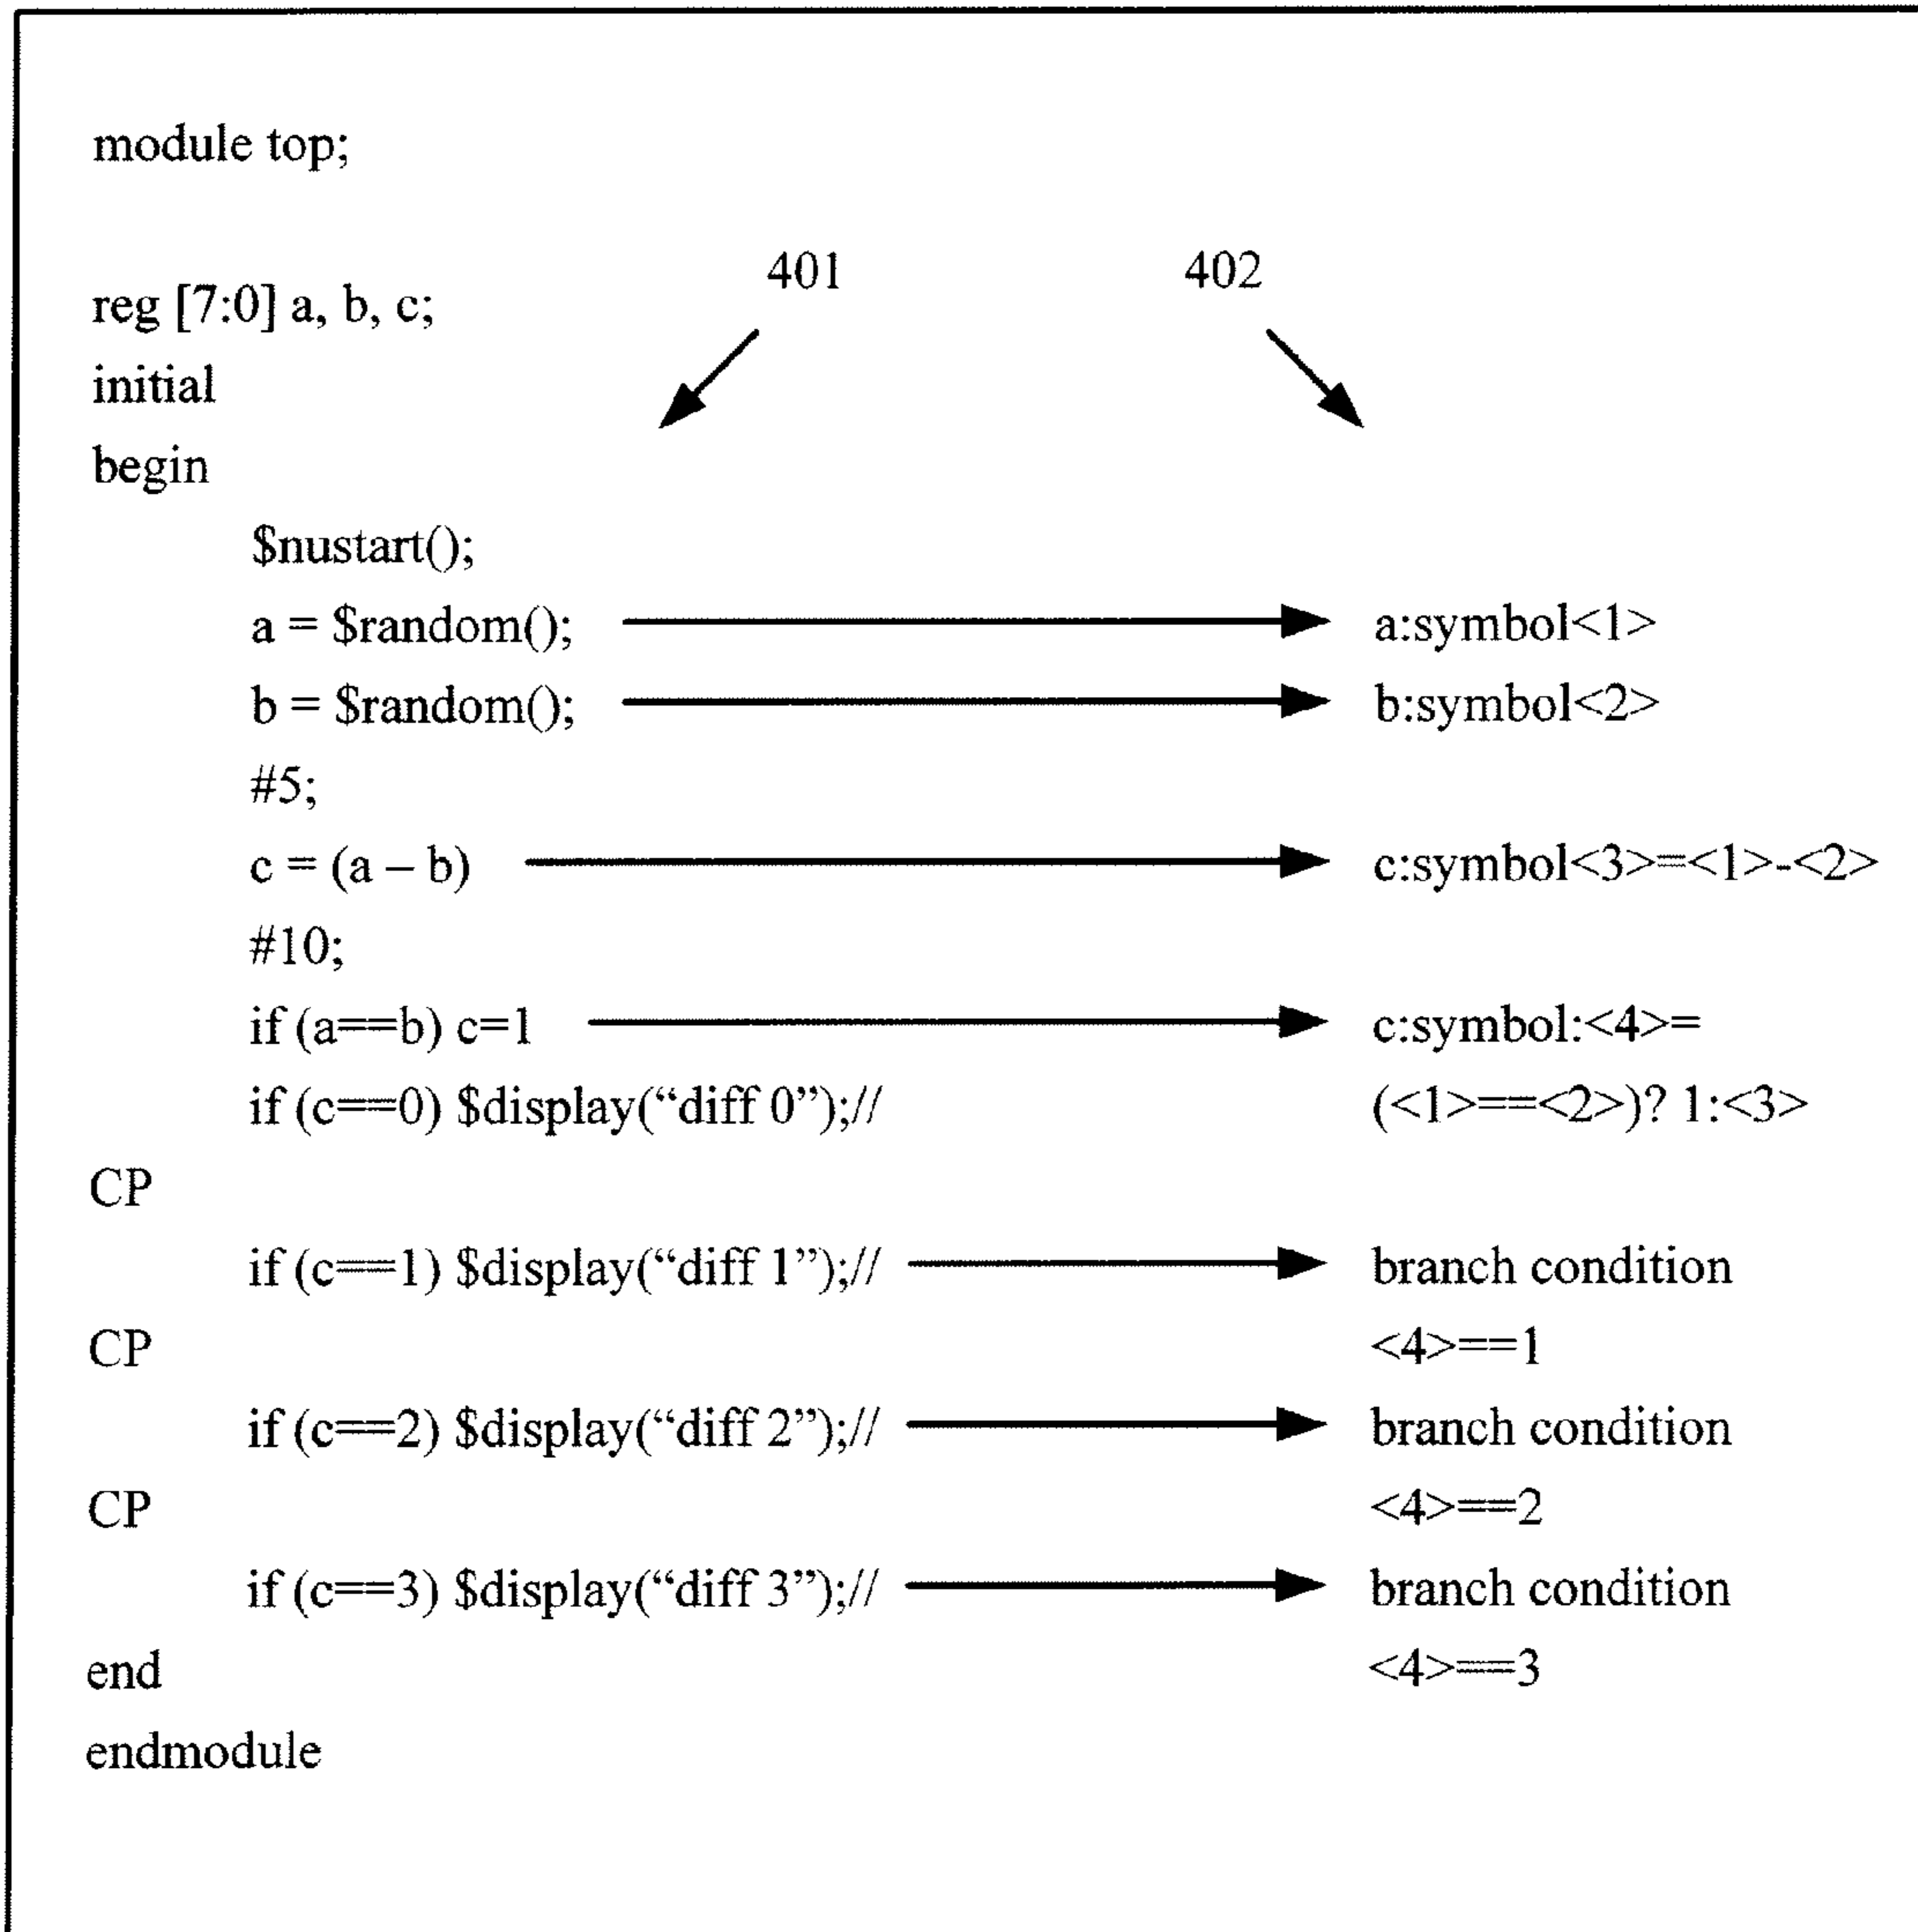 module top;
401 402
reg [7:0] a, b, c;
initial
begin
$nustart();
a = $random(); a:symbol<1>
b = $random(); b:symbol<2>
#5;
c = (a – b) c:symbol<3>=<1>-<2>
#10;
if (a==b) c=1 c:symbol:<4>=
if (c==0) $display(“diff 0”);// (<1>==<2>)? 1:<3>
CP
if (c==1) $display(“diff 1”);// branch condition
CP <4>==1
if (c==2) $display(“diff 2”);// branch condition
CP <4>==2
if (c==3) $display(“diff 3”);// branch condition
end <4>==3
endmodule